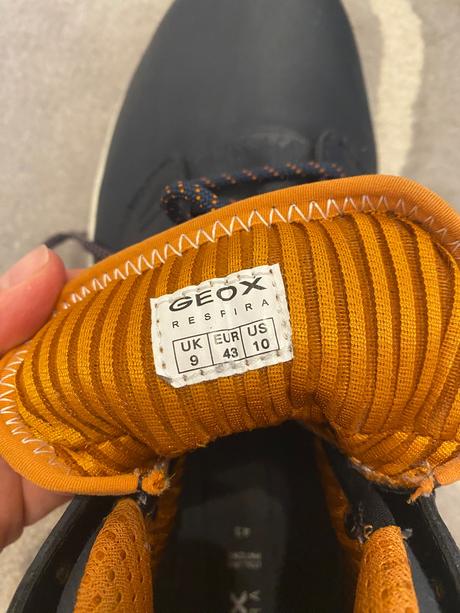 GEOX
RESPIRA
UK EUR US
9 43 10